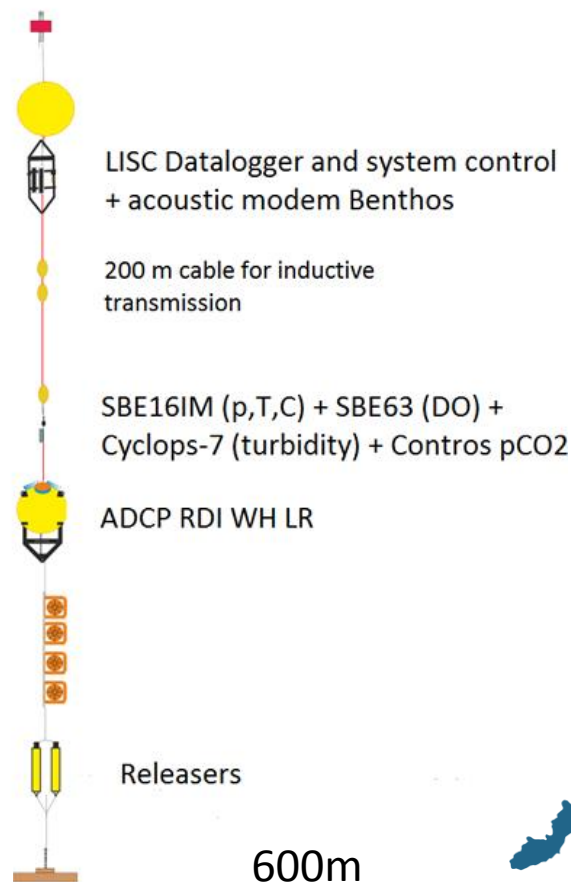 LISC Datalogger and system control
+ acoustic modem Benthos
200 m cable for inductive
transmission
SBE16IM (p,T,C) + SBE63 (DO) +
Cyclops-7 (turbidity) + Contros pCO2
ADCP RDI WH LR
Releasers
600m